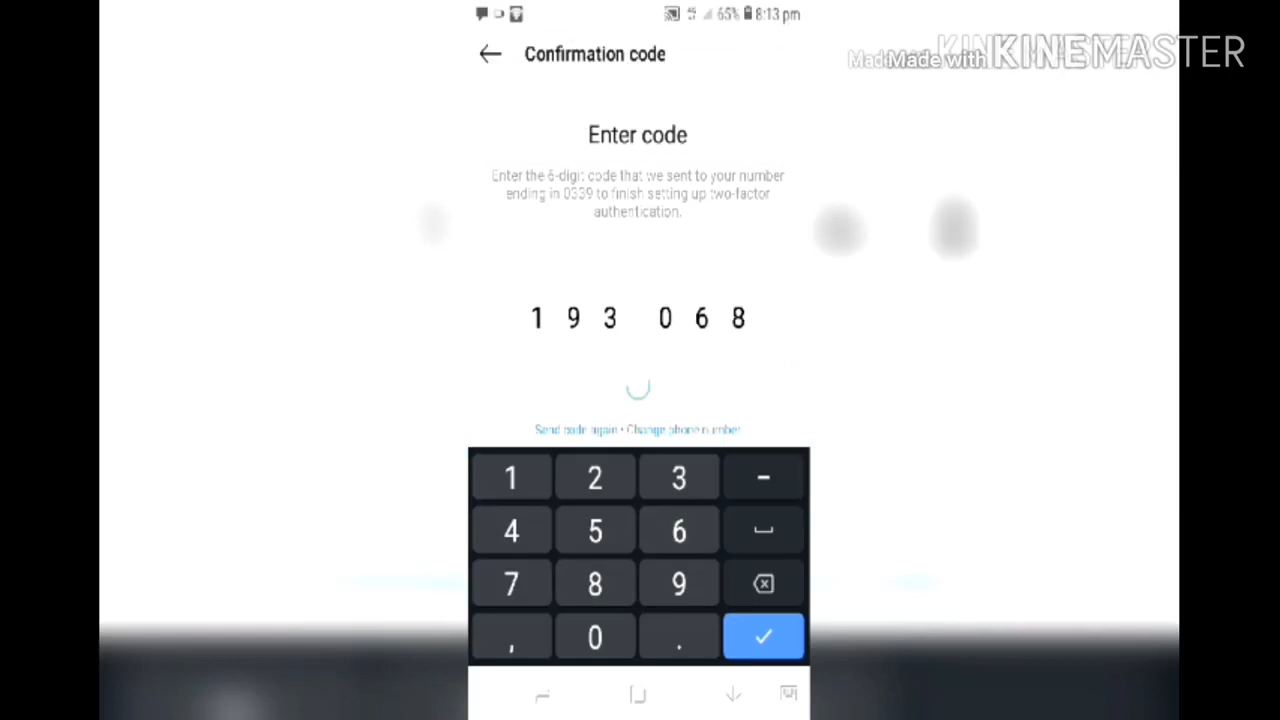 65% 8:13 pm
Confirmation code
Made with KINEMASTER
Enter code
Enter the 6-digit code that we sent to your number
ending in 0339 to finish setting up two-factor
authentication.
1 9 3 0 6 8
Send code again • Change phone number
1 2 3 -
4 5 6
7 8 9
, 0 .